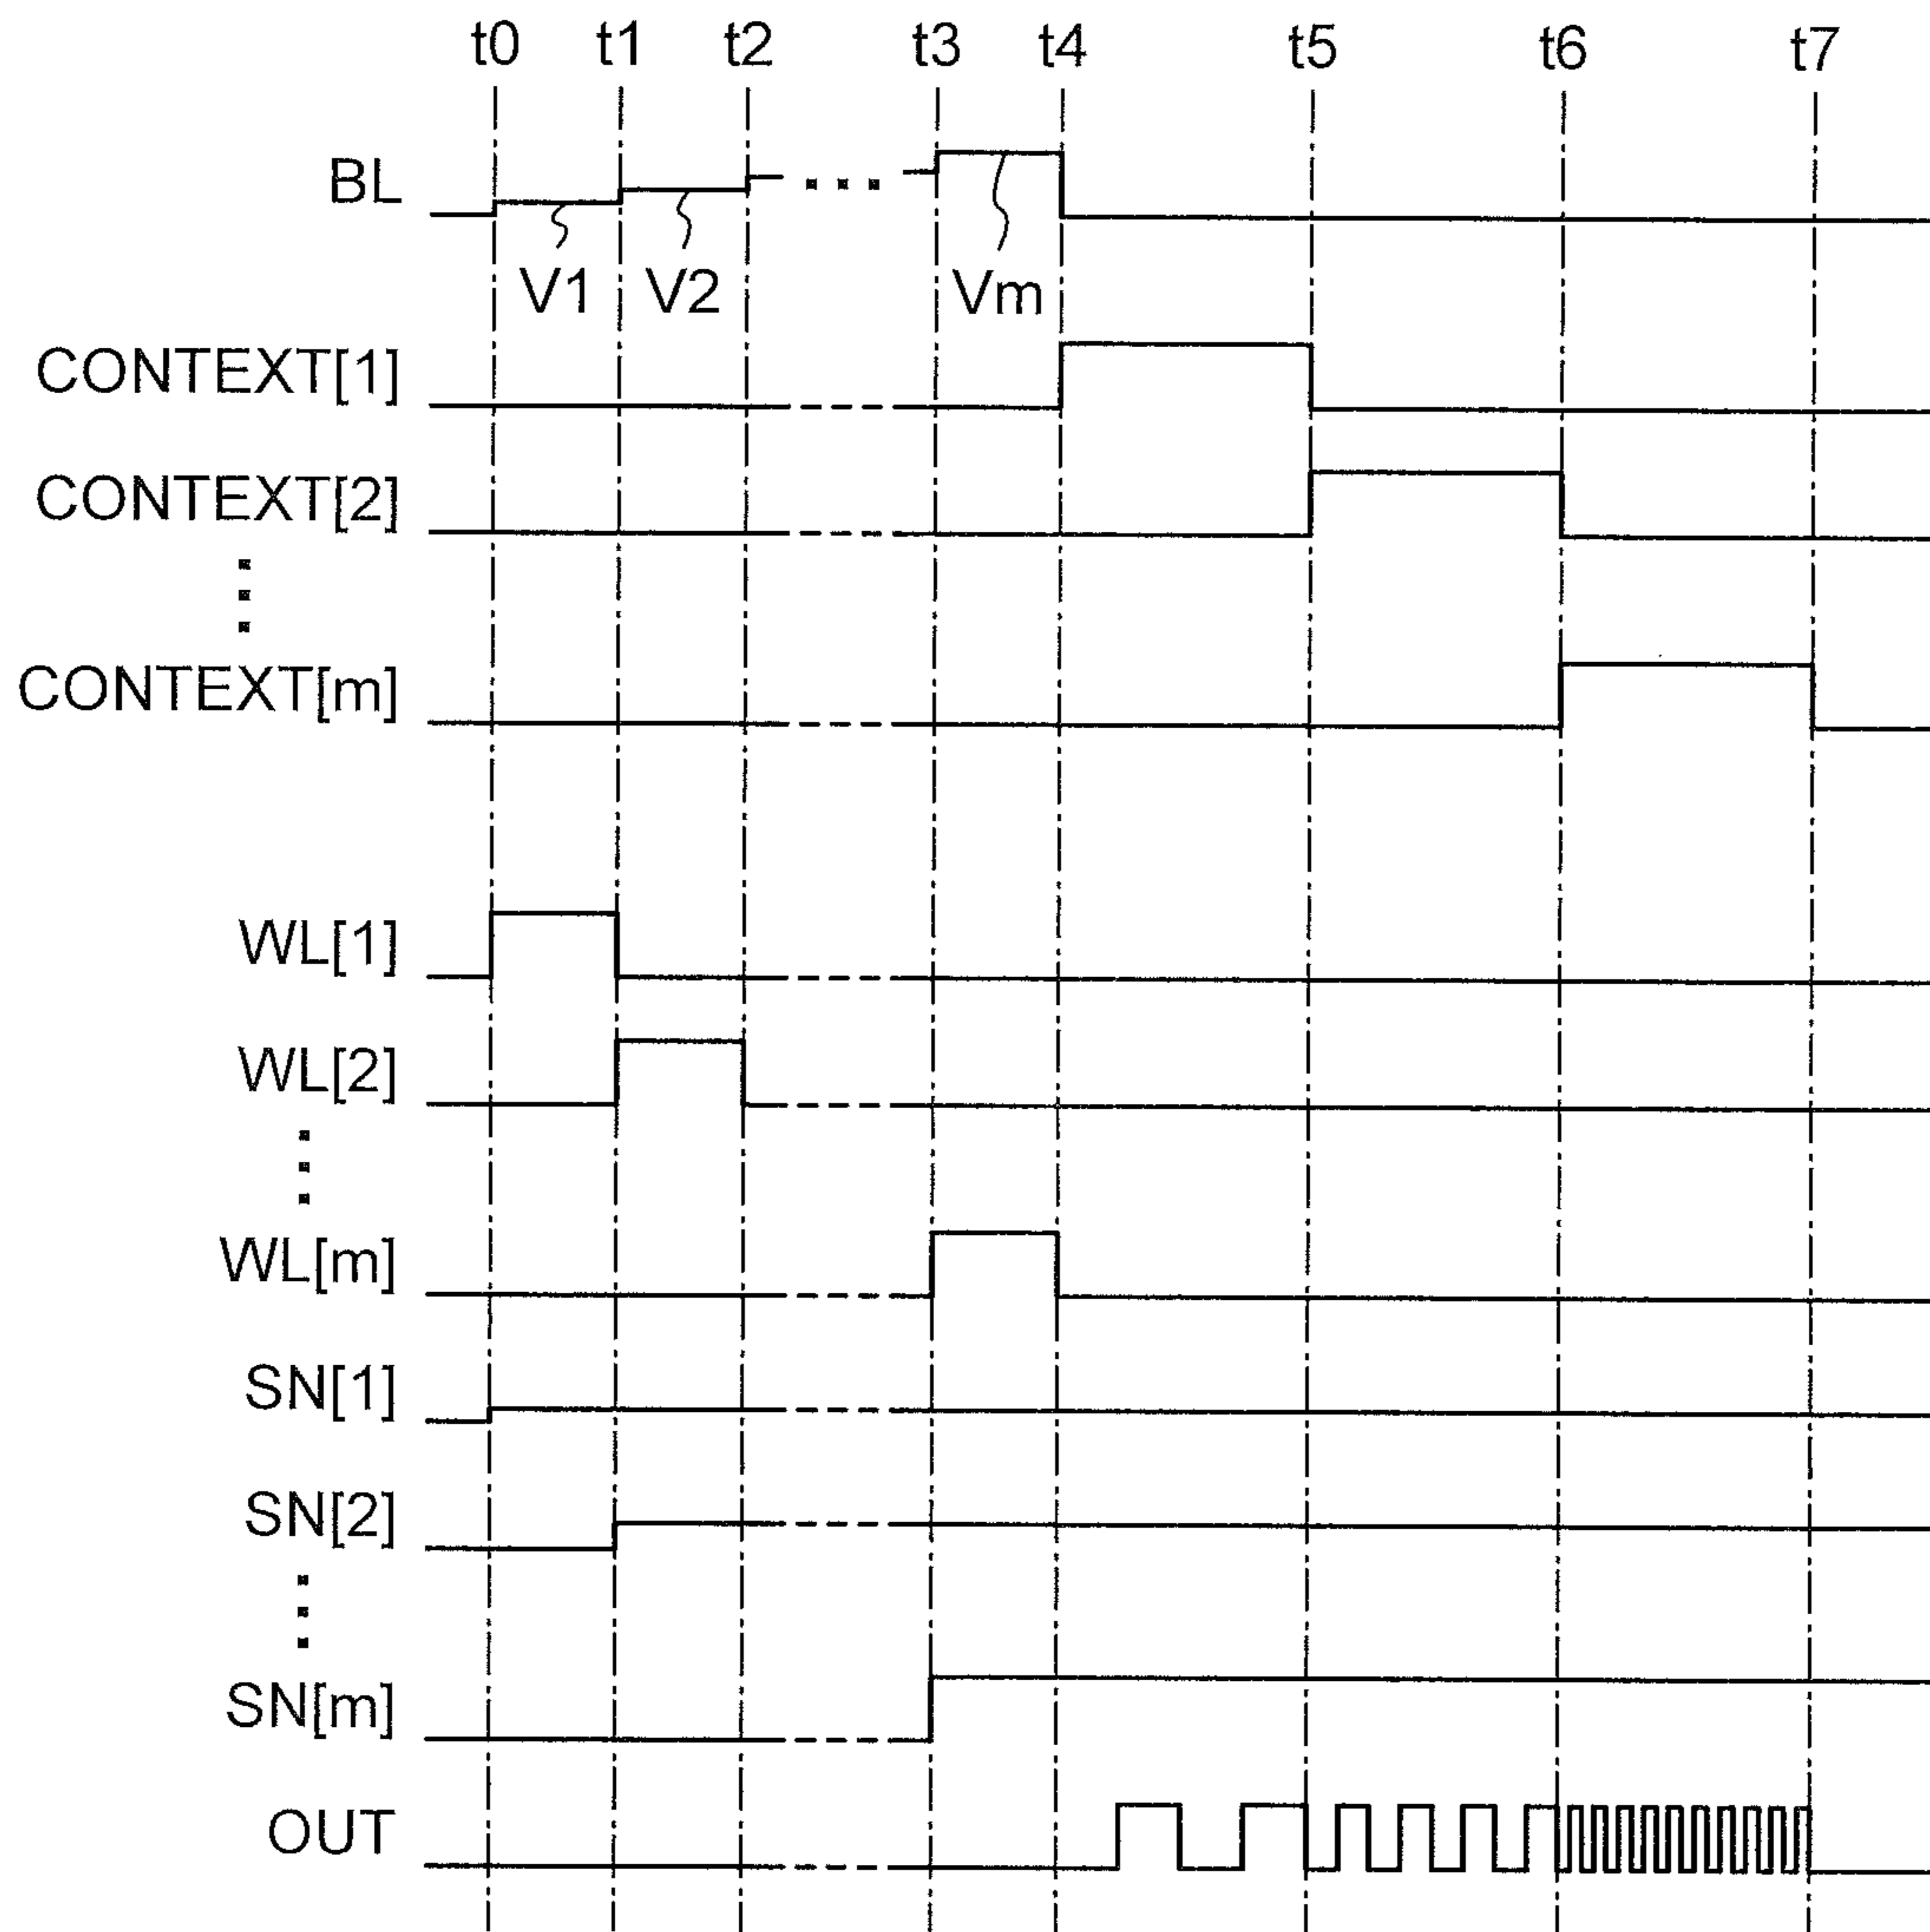 t0 t1 t2 t3 t4 t5 t6 t7
BL
V1 V2 Vm
CONTEXT[1]
CONTEXT[2]
CONTEXT[m]
WL[1]
WL[2]
WL[m]
SN[1]
SN[2]
SN[m]
OUT